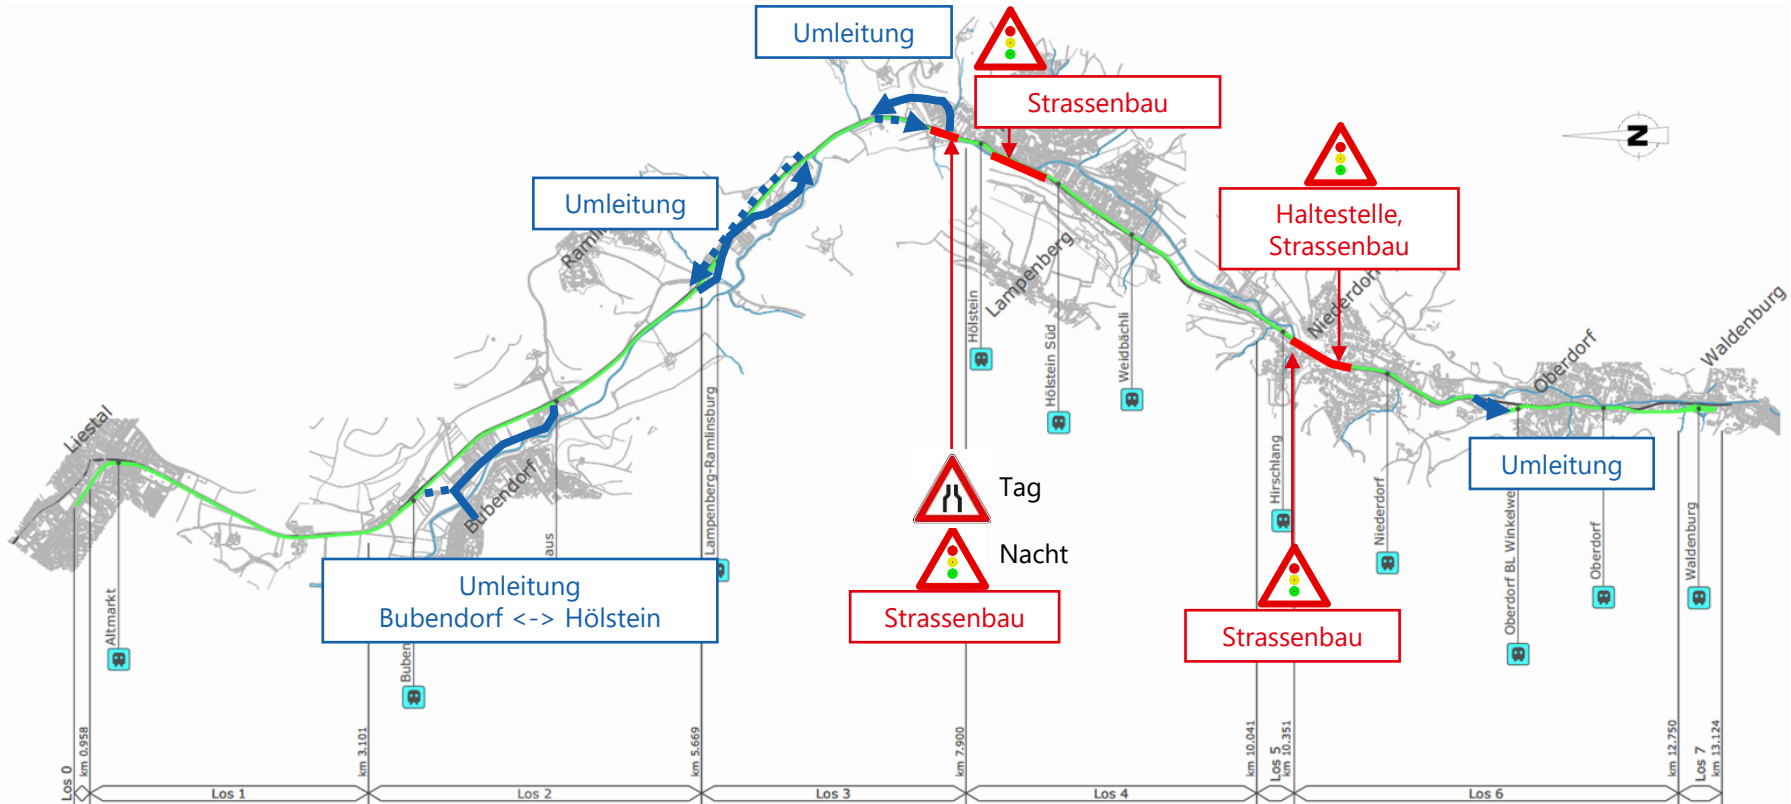 Umleitung
Strassenbau
N
Umleitung
Haltestelle,
Strassenbau
Lampenberg
Niederdorf
Oberdorf
Waldenburg
Liestal
Bubendorf
Hölstein
Hölstein Süd
Weidbächli
Lampenberg-Ramlinsburg
Hirschlang
Niederdorf
Oberdorf
Waldenburg
Altmarkt
Umleitung
Tag
Nacht
Umleitung
Bubendorf <-> Hölstein
Strassenbau
Strassenbau
km 0.958
km 3.101
km 5.669
km 7.900
km 10.041
km 10.351
km 12.750
km 13.124
Los 0
Los 1
Los 2
Los 3
Los 4
Los 5
Los 6
Los 7